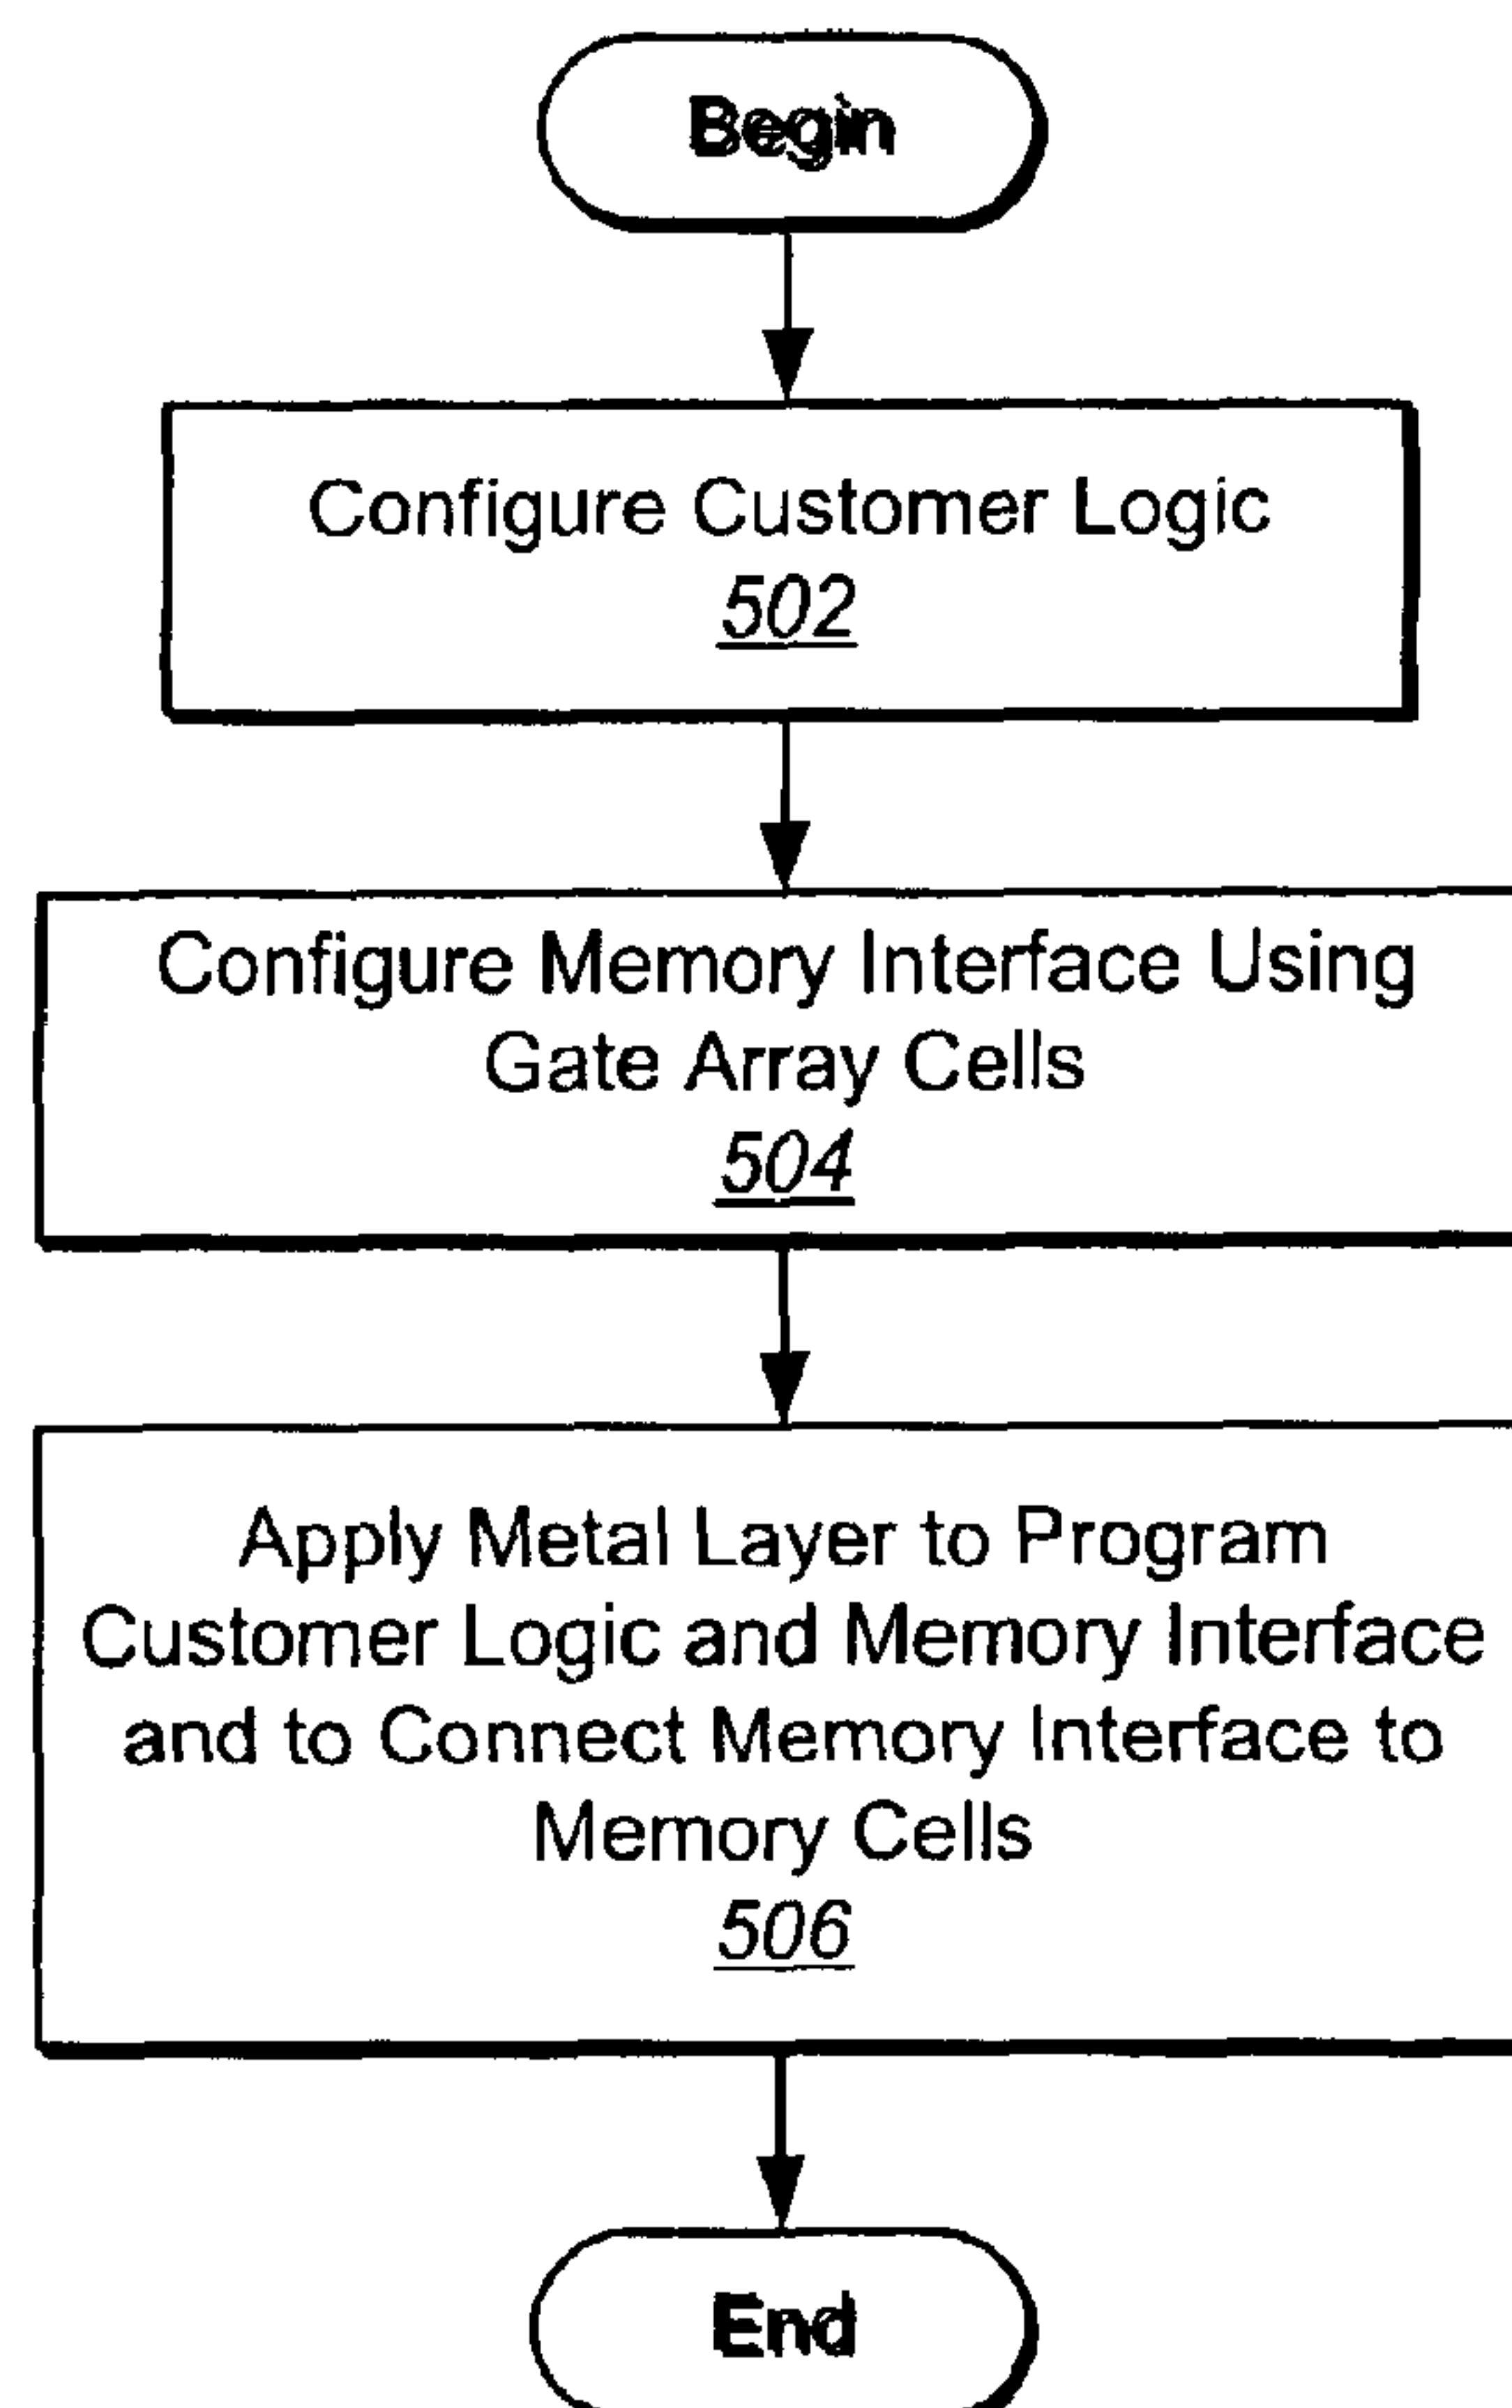 Begin
Configure Customer Logic
502
Configure Memory Interface Using
Gate Array Cells
504
Apply Metal Layer to Program
Customer Logic and Memory Interface
and to Connect Memory Interface to
Memory Cells
506
End